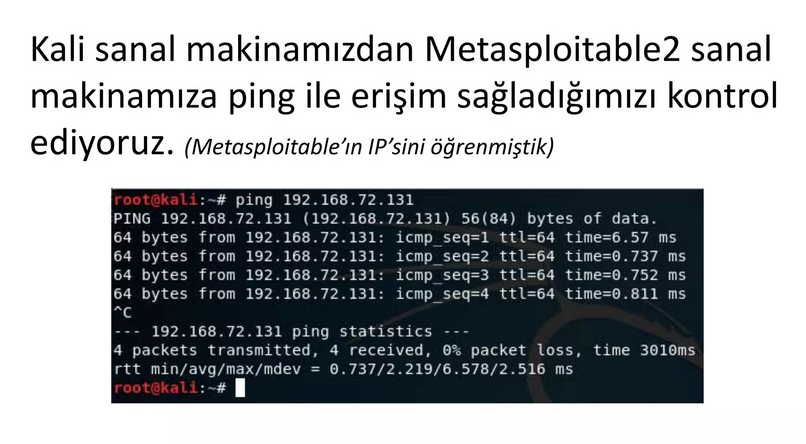 Kali sanal makinamızdan Metasploitable2 sanal
makinamıza ping ile erişim sağladığımızı kontrol
ediyoruz. (Metasploitable’ın IP’sini öğrenmiştik)
root@kali:~# ping 192.168.72.131
PING 192.168.72.131 (192.168.72.131) 56(84) bytes of data.
64 bytes from 192.168.72.131: icmp_seq=1 ttl=64 time=6.57 ms
64 bytes from 192.168.72.131: icmp_seq=2 ttl=64 time=0.737 ms
64 bytes from 192.168.72.131: icmp_seq=3 ttl=64 time=0.752 ms
64 bytes from 192.168.72.131: icmp_seq=4 ttl=64 time=0.811 ms
^C
--- 192.168.72.131 ping statistics ---
4 packets transmitted, 4 received, 0% packet loss, time 3010ms
rtt min/avg/max/mdev = 0.737/2.219/6.578/2.516 ms
root@kali:~#